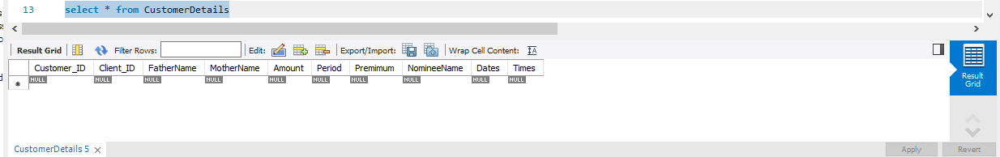 13 select * from CustomerDetails
Result Grid Filter Rows: Edit: Export/Import: Wrap Cell Content: IA
Customer_ID Client_ID FatherName MotherName Amount Period Premimum NomineeName Dates Times
NULL NULL NULL NULL NULL NULL NULL NULL NULL NULL
Result
Grid
CustomerDetails 5 ×
Apply Revert